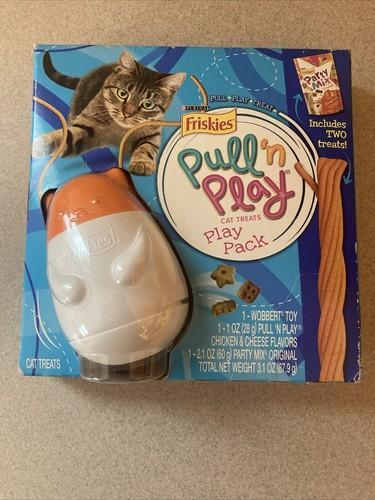 PURINA
PULL·PLAY·TREAT
Friskies
Pull 'n
Play®
CAT TREATS
Play
Pack
Party
Mix
Includes
TWO
treats!
Friskies
1 - WOBBERT™ TOY
1 - 1 OZ (28 g) PULL 'N PLAY®
CHICKEN & CHEESE FLAVORS
1 - 2.1 OZ (60 g) PARTY MIX® ORIGINAL
TOTAL NET WEIGHT 3.1 OZ (87.9 g)
CAT TREATS